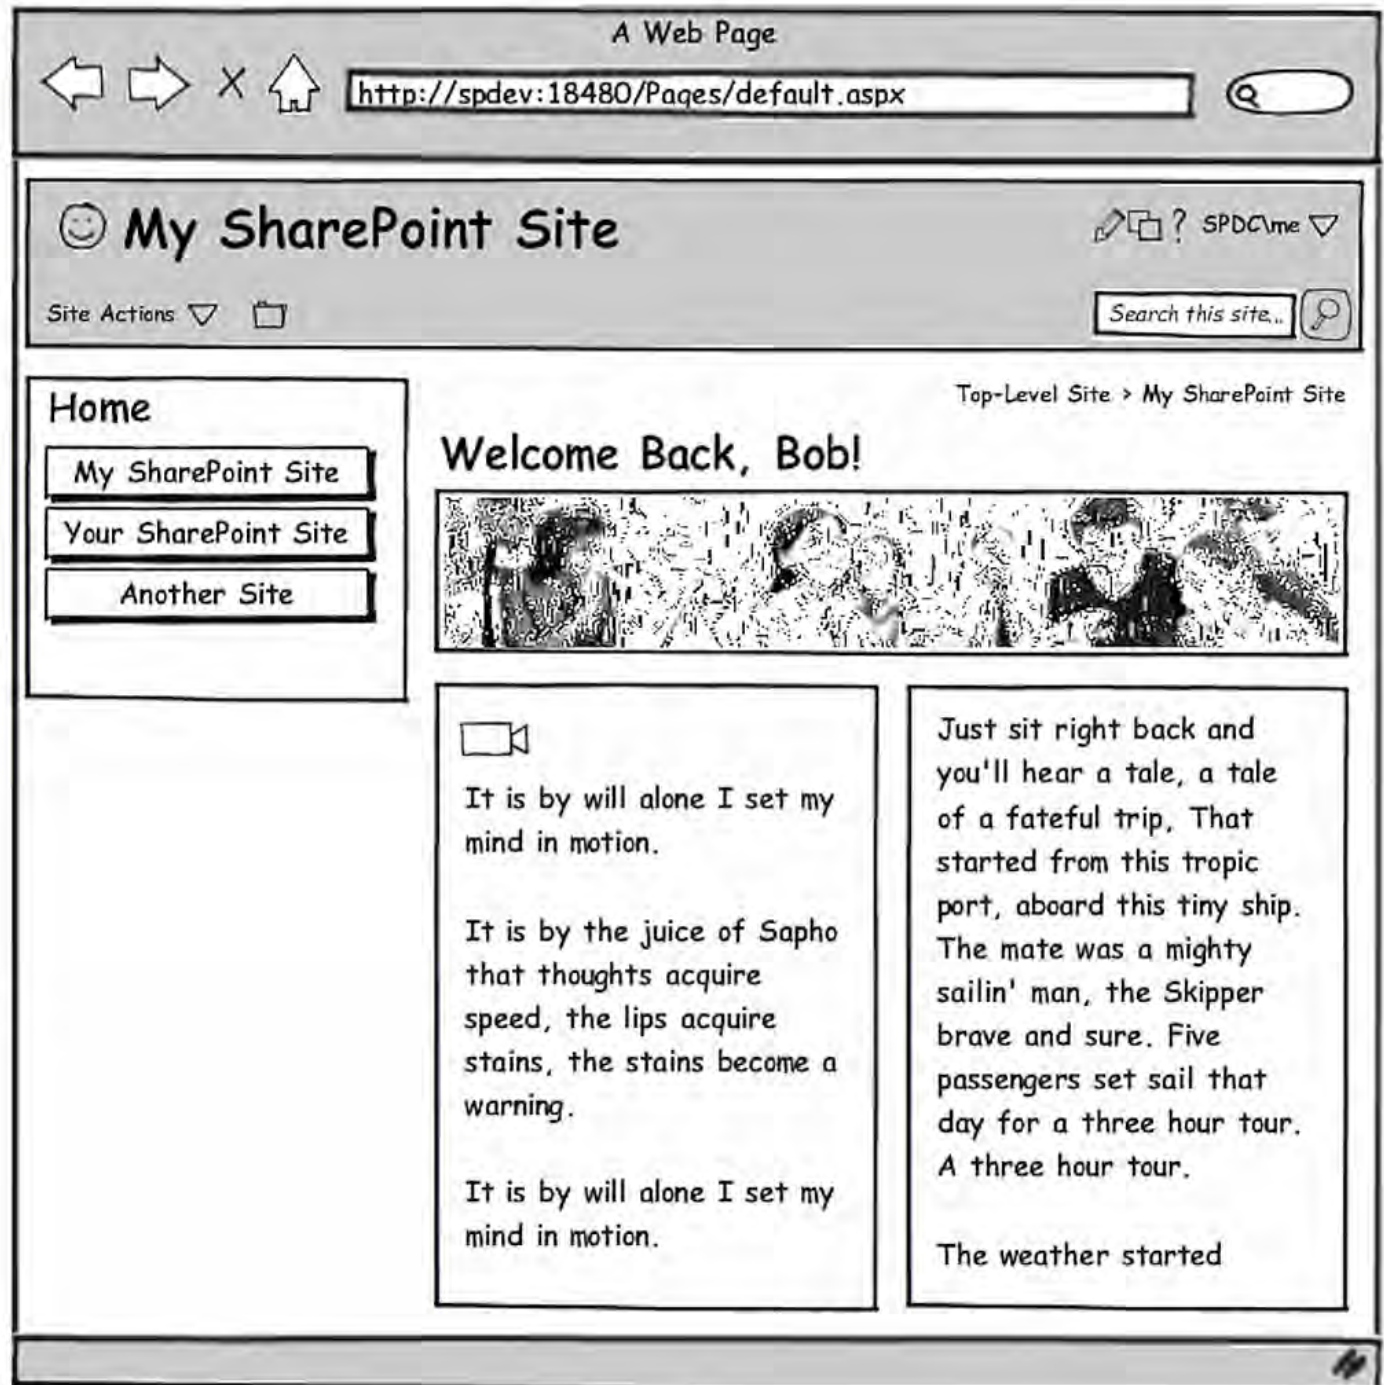 A Web Page
http://spdev:18480/Pages/default.aspx
My SharePoint Site
? SPDC\me
Site Actions
Search this site...
Top-Level Site > My SharePoint Site
Home
My SharePoint Site
Your SharePoint Site
Another Site
Welcome Back, Bob!
It is by will alone I set my
mind in motion.
It is by the juice of Sapho
that thoughts acquire
speed, the lips acquire
stains, the stains become a
warning.
It is by will alone I set my
mind in motion.
Just sit right back and
you'll hear a tale, a tale
of a fateful trip, That
started from this tropic
port, aboard this tiny ship.
The mate was a mighty
sailin' man, the Skipper
brave and sure. Five
passengers set sail that
day for a three hour tour.
A three hour tour.
The weather started